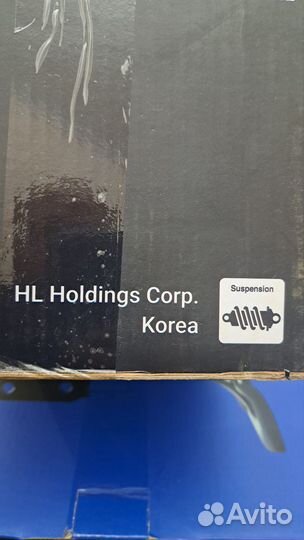 HL Holdings Corp.
Korea
Suspension
Avito